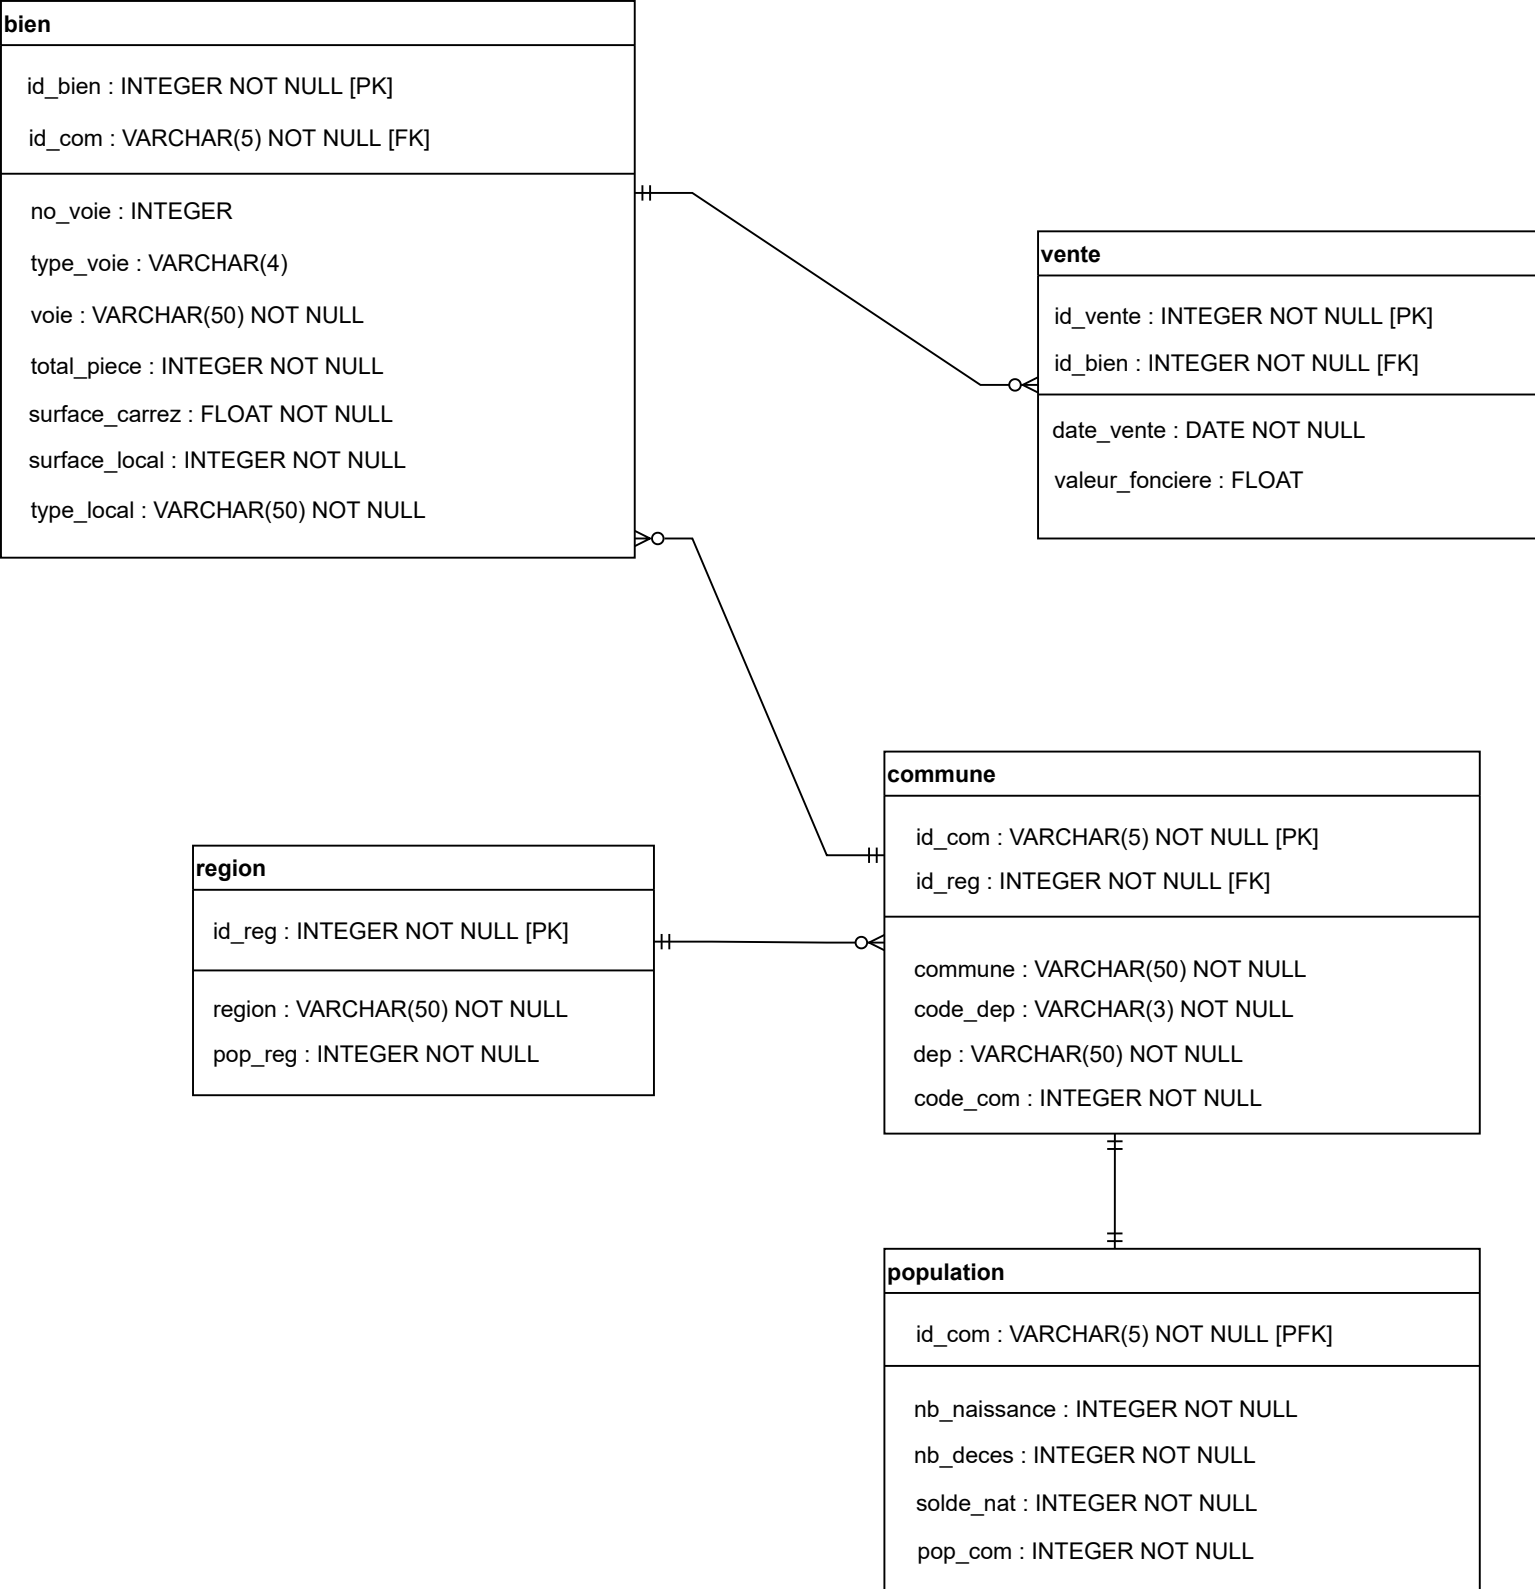 bien
id_bien : INTEGER NOT NULL [PK]
id_com : VARCHAR(5) NOT NULL [FK]
no_voie : INTEGER
type_voie : VARCHAR(4)
voie : VARCHAR(50) NOT NULL
total_piece : INTEGER NOT NULL
surface_carrez : FLOAT NOT NULL
surface_local : INTEGER NOT NULL
type_local : VARCHAR(50) NOT NULL
vente
id_vente : INTEGER NOT NULL [PK]
id_bien : INTEGER NOT NULL [FK]
date_vente : DATE NOT NULL
valeur_fonciere : FLOAT
region
id_reg : INTEGER NOT NULL [PK]
region : VARCHAR(50) NOT NULL
pop_reg : INTEGER NOT NULL
commune
id_com : VARCHAR(5) NOT NULL [PK]
id_reg : INTEGER NOT NULL [FK]
commune : VARCHAR(50) NOT NULL
code_dep : VARCHAR(3) NOT NULL
dep : VARCHAR(50) NOT NULL
code_com : INTEGER NOT NULL
population
id_com : VARCHAR(5) NOT NULL [PFK]
nb_naissance : INTEGER NOT NULL
nb_deces : INTEGER NOT NULL
solde_nat : INTEGER NOT NULL
pop_com : INTEGER NOT NULL